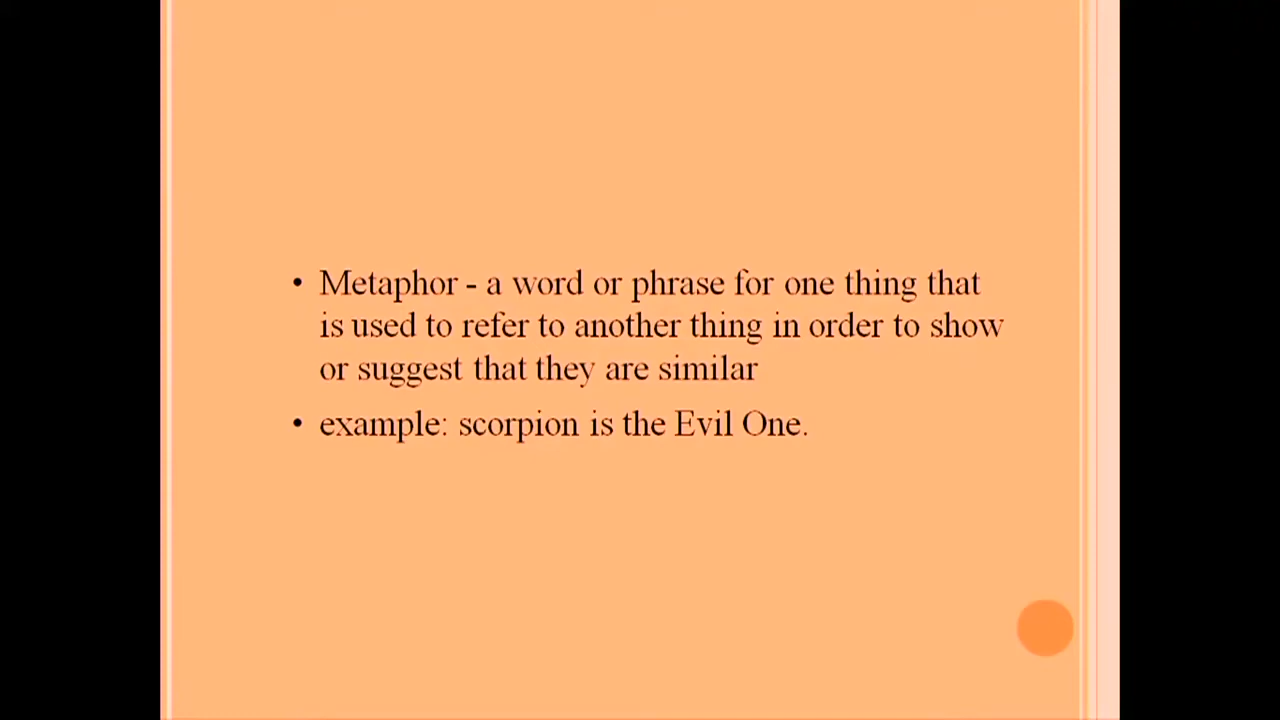 • Metaphor - a word or phrase for one thing that
is used to refer to another thing in order to show
or suggest that they are similar
• example: scorpion is the Evil One.